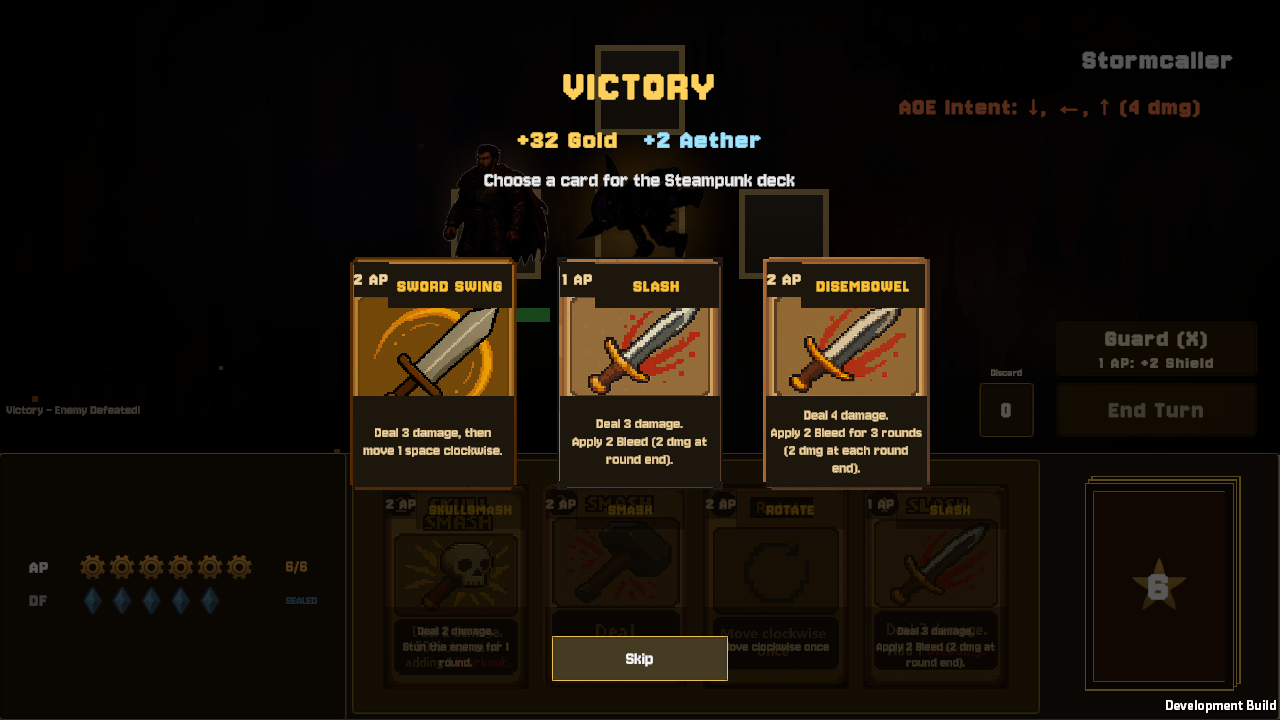 Stormcaller
VICTORY
AOE Intent: ↓, ←, ↑ (4 dmg)
+32 Gold +2 Aether
Choose a card for the Steampunk deck
2 AP SWORD SWING
Deal 3 damage, then
move 1 space clockwise.
1 AP SLASH
Deal 3 damage.
Apply 2 Bleed (2 dmg at
round end).
2 AP DISEMBOWEL
Deal 4 damage.
Apply 2 Bleed for 3 rounds
(2 dmg at each round
end).
Guard (X)
1 AP: +2 Shield
Discard
0
End Turn
Victory - Enemy Defeated!
2 AP SKULLSMASH
SMASH
Deal 2 damage.
Stun the enemy for 1
round.
2 AP SMASH
Deal
2 AP ROTATE
Move clockwise
Move clockwise once
1 AP SLASH
Deal 3 damage.
Apply 2 Bleed (2 dmg at
round end).
AP 6/6
DF SEALED
6
Skip
Development Build